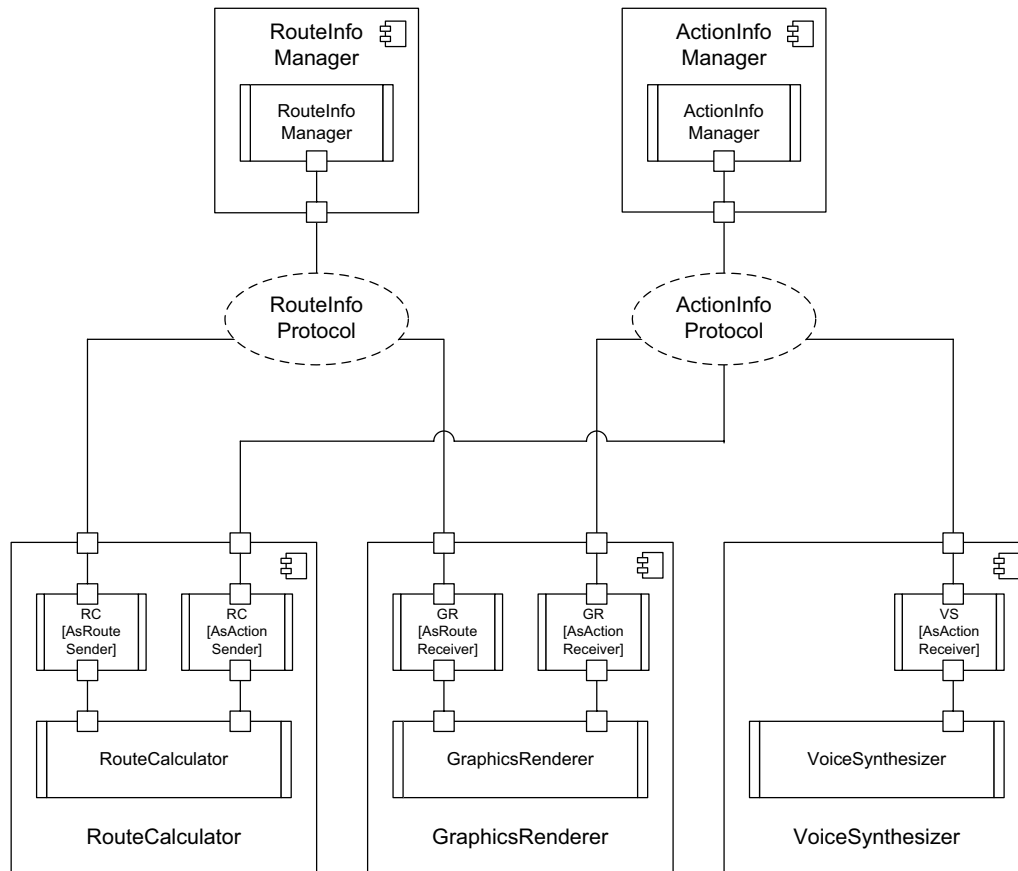 RouteInfo
Manager
RouteInfo
Manager
ActionInfo
Manager
ActionInfo
Manager
RouteInfo
Protocol
ActionInfo
Protocol
RC
[AsRoute
Sender]
RC
[AsAction
Sender]
RouteCalculator
RouteCalculator
GR
[AsRoute
Receiver]
GR
[AsAction
Receiver]
GraphicsRenderer
GraphicsRenderer
VS
[AsAction
Receiver]
VoiceSynthesizer
VoiceSynthesizer